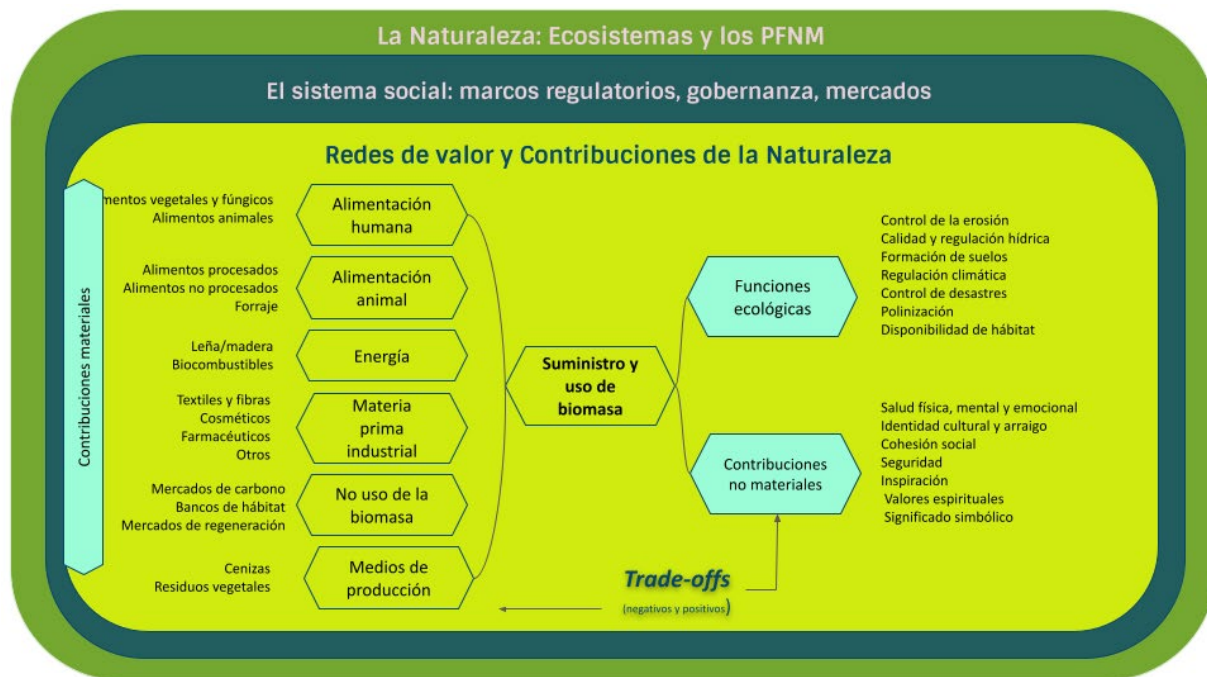 La Naturaleza: Ecosistemas y los PFNM
El sistema social: marcos regulatorios, gobernanza, mercados
Redes de valor y Contribuciones de la Naturaleza
Contribuciones materiales
mentos vegetales y fúngicos
Alimentos animales
Alimentación
humana
Alimentos procesados
Alimentos no procesados
Forraje
Alimentación
animal
Leña/madera
Biocombustibles
Energía
Textiles y fibras
Cosméticos
Farmacéuticos
Otros
Materia
prima
industrial
Mercados de carbono
Bancos de hábitat
Mercados de regeneración
No uso de la
biomasa
Cenizas
Residuos vegetales
Medios de
producción
Suministro y
uso de
biomasa
Funciones
ecológicas
Control de la erosión
Calidad y regulación hídrica
Formación de suelos
Regulación climática
Control de desastres
Polinización
Disponibilidad de hábitat
Contribuciones
no materiales
Salud física, mental y emocional
Identidad cultural y arraigo
Cohesión social
Seguridad
Inspiración
Valores espirituales
Significado simbólico
Trade-offs
(negativos y positivos)